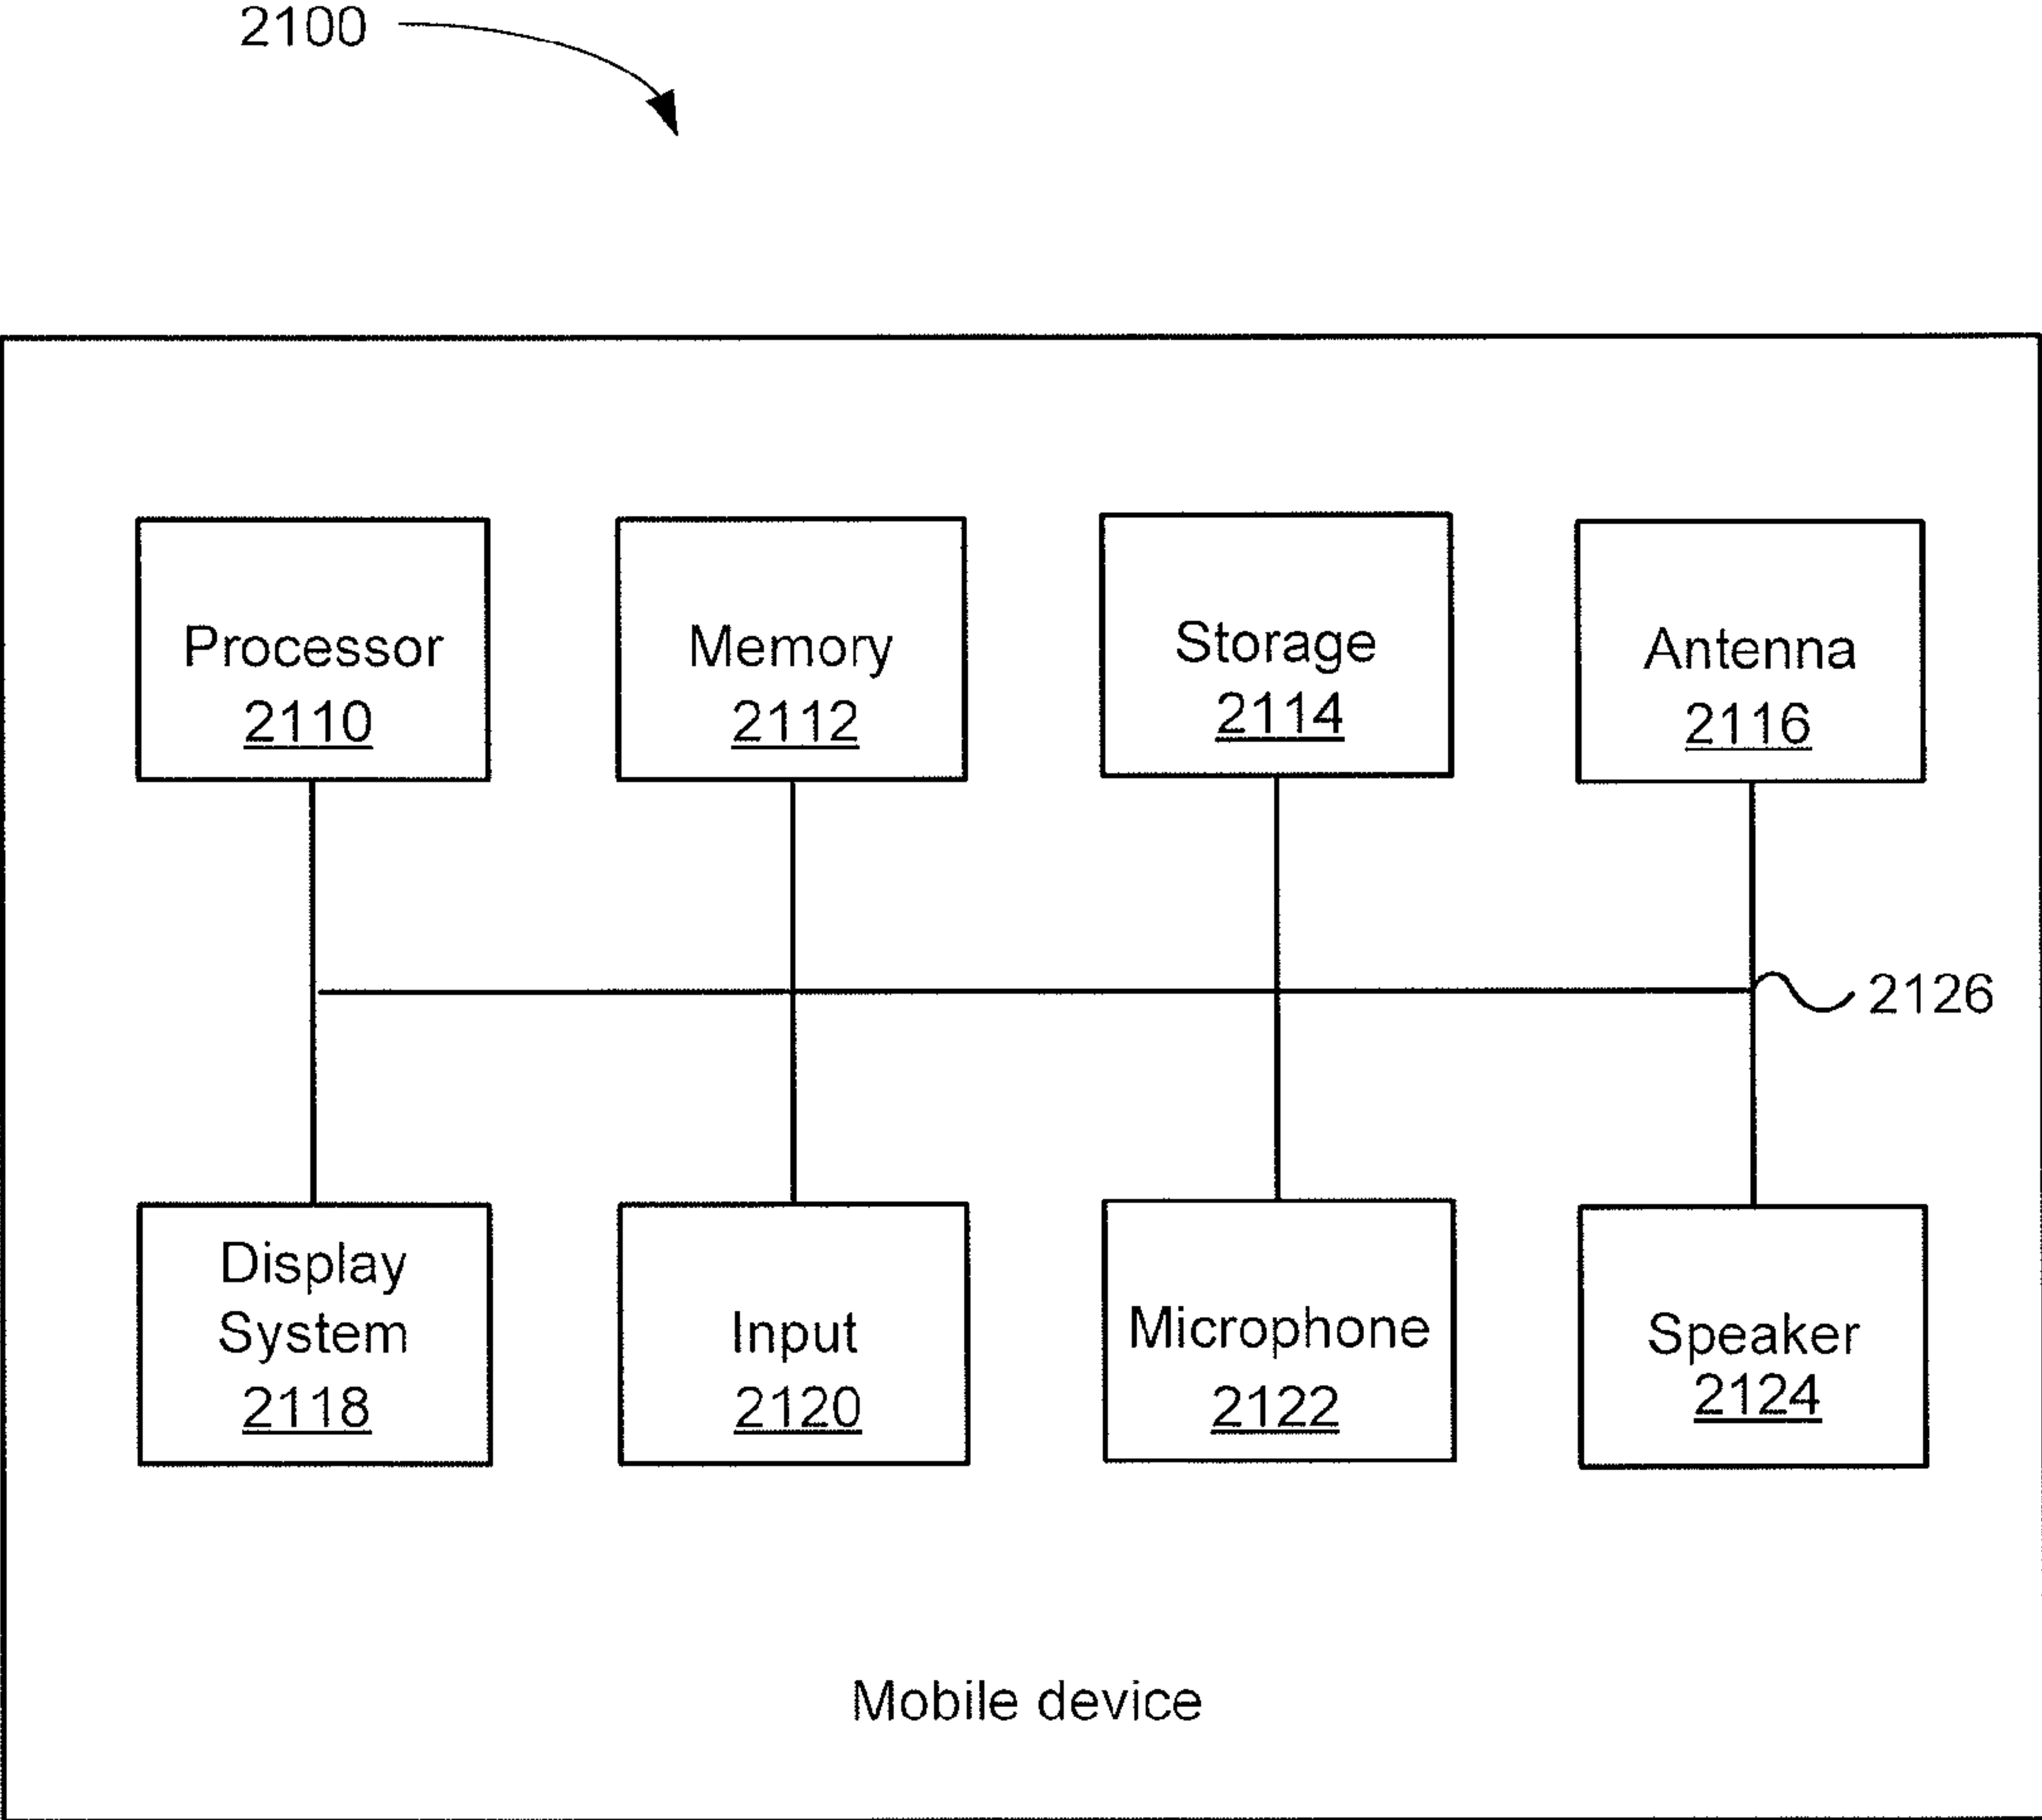 2100
Processor
2110
Memory
2112
Storage
2114
Antenna
2116
2126
Display
System
2118
Input
2120
Microphone
2122
Speaker
2124
Mobile device